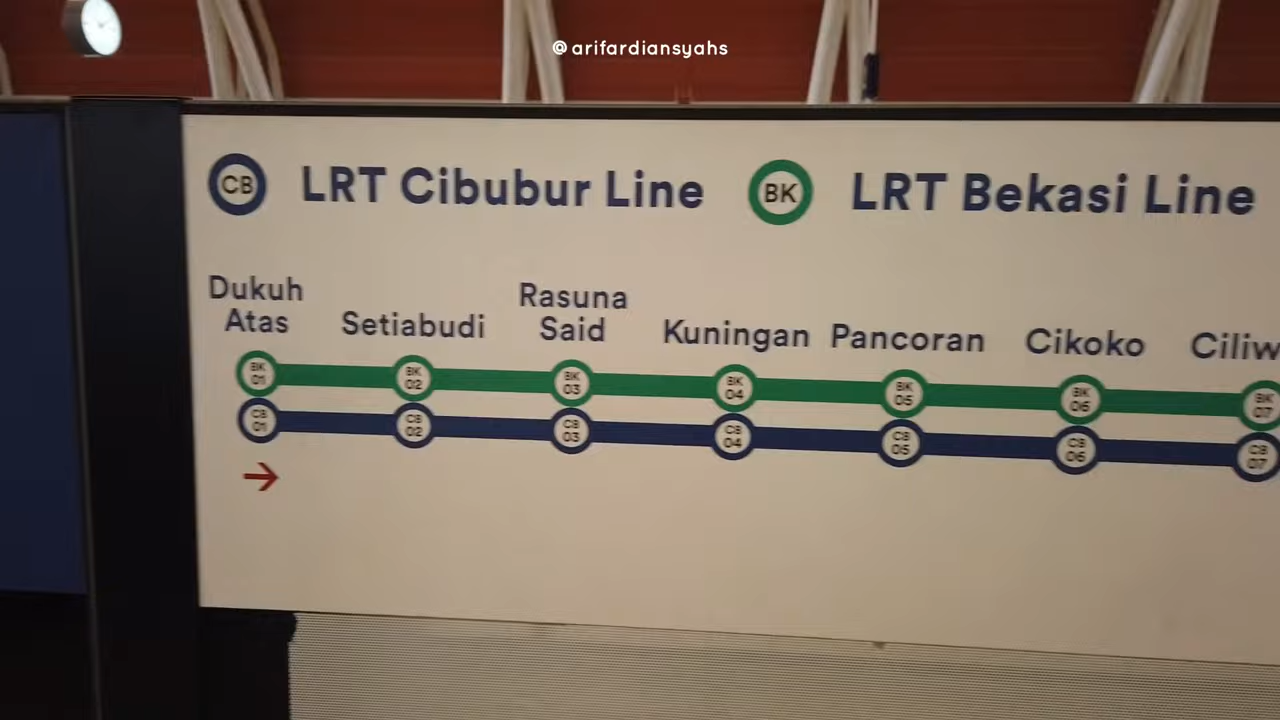 @arifardiansyahs
CB LRT Cibubur Line BK LRT Bekasi Line
Dukuh Atas
Setiabudi
Rasuna Said
Kuningan
Pancoran
Cikoko
Ciliw
BK 01
BK 02
BK 03
BK 04
BK 05
BK 06
BK 07
CB 01
CB 02
CB 03
CB 04
CB 05
CB 06
CB 07